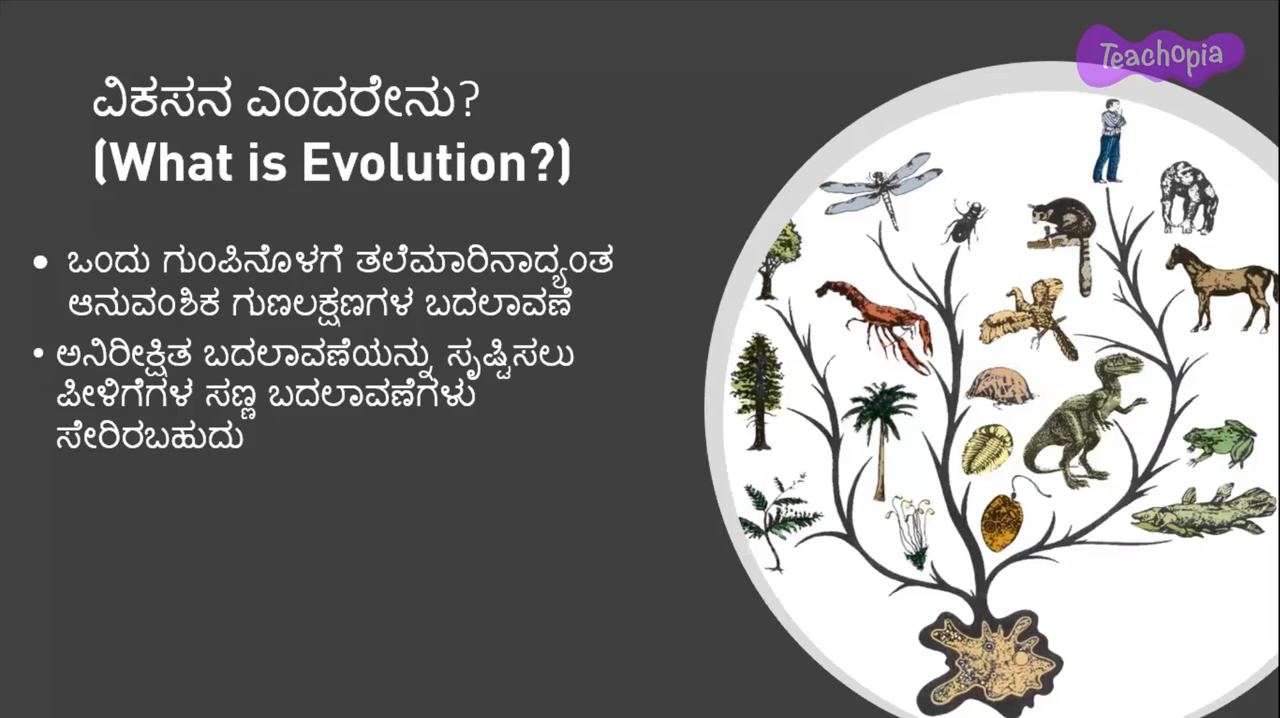 Teachopia
ವಿಕಸನ ಎಂದರೇನು?
(What is Evolution?)
• ಒಂದು ಗುಂಪಿನೊಳಗೆ ತಲೆಮಾರಿನಾದ್ಯಂತ
ಆನುವಂಶಿಕ ಗುಣಲಕ್ಷಣಗಳ ಬದಲಾವಣೆ
• ಅನಿರೀಕ್ಷಿತ ಬದಲಾವಣೆಯನ್ನು ಸೃಷ್ಟಿಸಲು
ಪೀಳಿಗೆಗಳ ಸಣ್ಣ ಬದಲಾವಣೆಗಳು
ಸೇರಿರಬಹುದು